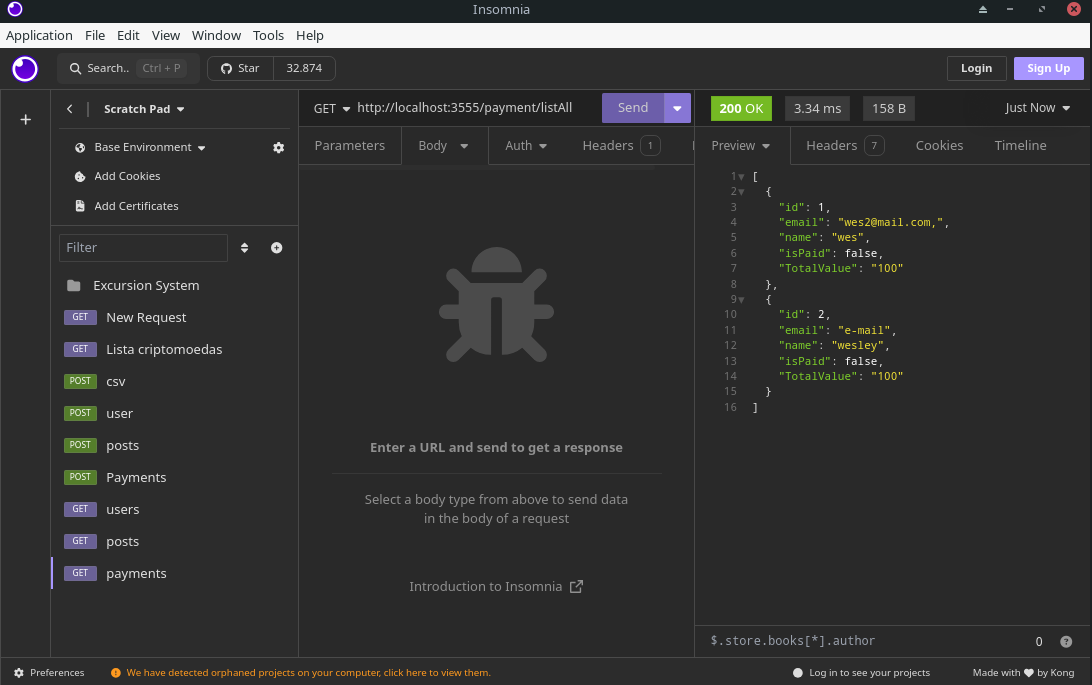 Insomnia
Application File Edit View Window Tools Help
Search.. Ctrl + P Star 32.874 Login Sign Up
Scratch Pad
Base Environment
Add Cookies
Add Certificates
Filter
Excursion System
GET New Request
GET Lista criptomoedas
POST csv
POST user
POST posts
POST Payments
GET users
GET posts
GET payments
GET http://localhost:3555/payment/listAll Send
Parameters Body Auth Headers 1
Enter a URL and send to get a response
Select a body type from above to send data
in the body of a request
Introduction to Insomnia
200 OK 3.34 ms 158 B Just Now
Preview Headers 7 Cookies Timeline
1 [
2 {
3 "id": 1,
4 "email": "wes2@mail.com,",
5 "name": "wes",
6 "isPaid": false,
7 "TotalValue": "100"
8 },
9 {
10 "id": 2,
11 "email": "e-mail",
12 "name": "wesley",
13 "isPaid": false,
14 "TotalValue": "100"
15 }
16 ]
$.store.books[*].author 0 ?
Preferences We have detected orphaned projects on your computer, click here to view them. Log in to see your projects Made with ♥ by Kong